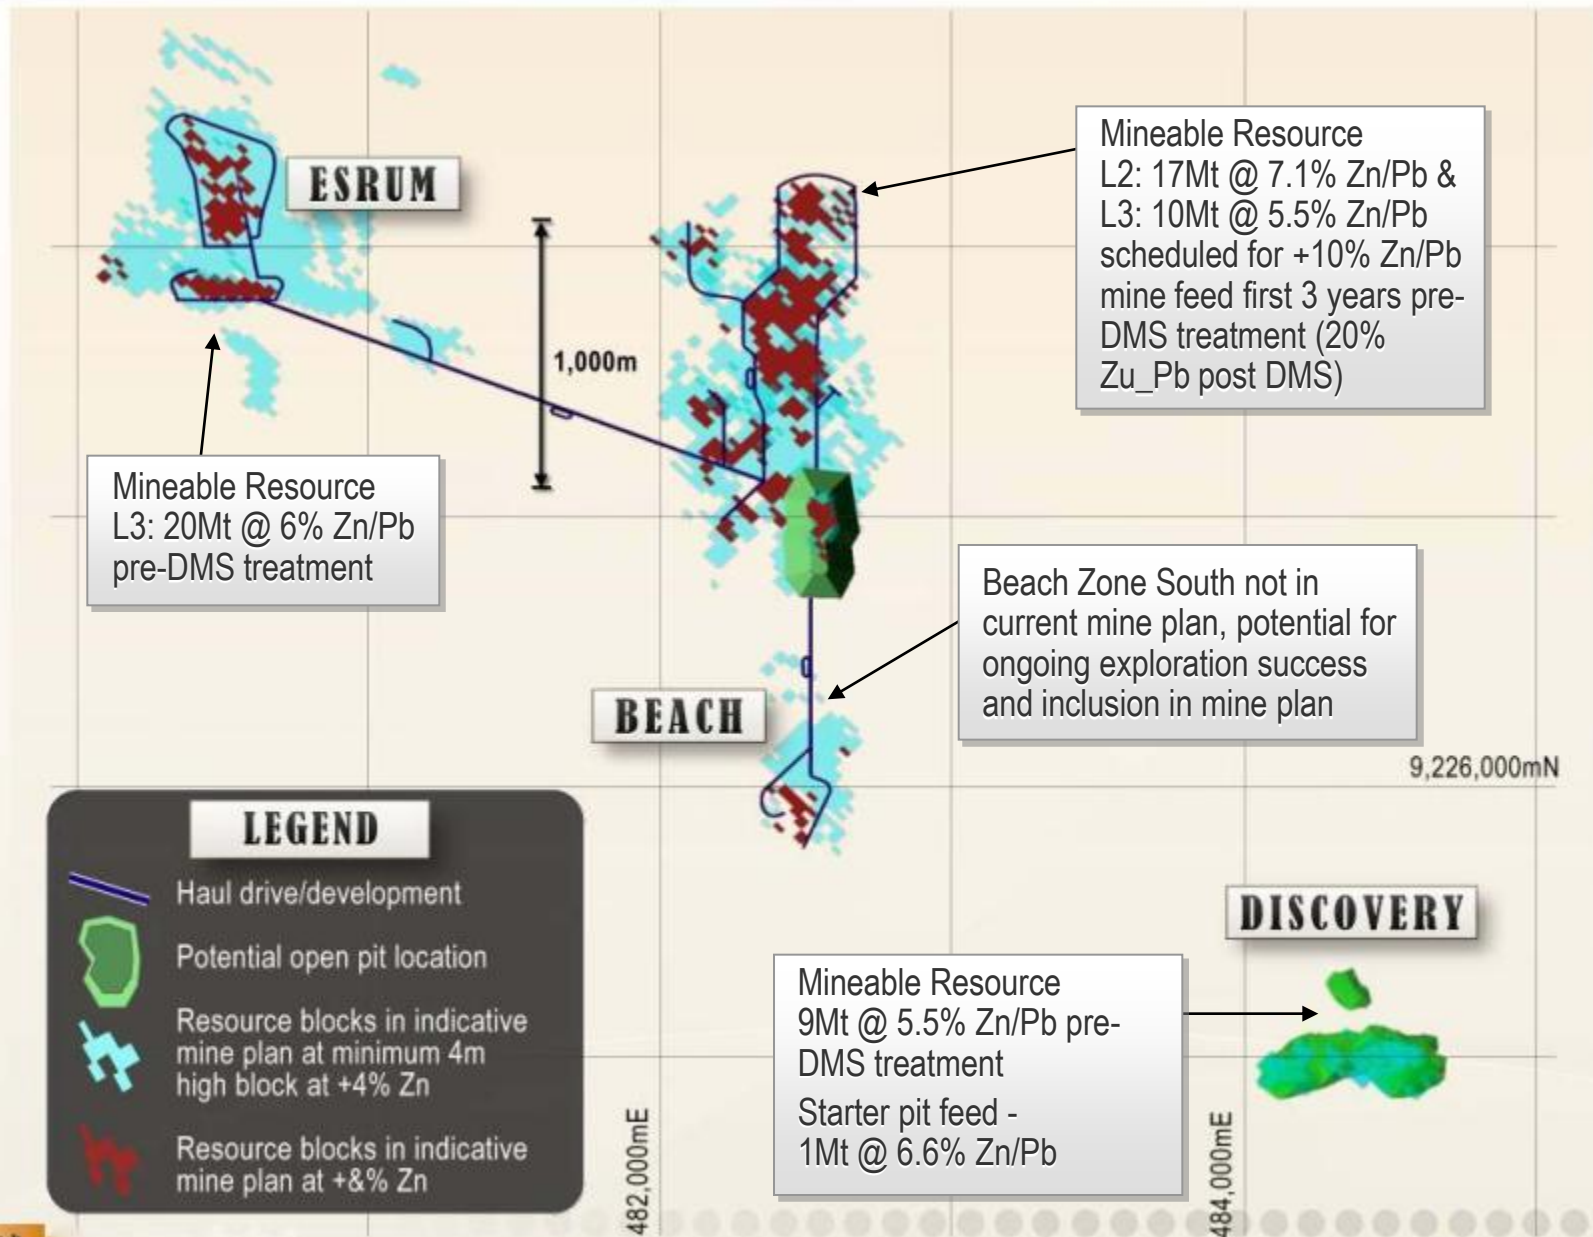 ESRUM
Mineable Resource
L2: 17Mt @ 7.1% Zn/Pb &
L3: 10Mt @ 5.5% Zn/Pb
scheduled for +10% Zn/Pb
mine feed first 3 years pre-
DMS treatment (20%
Zu_Pb post DMS)
1,000m
Mineable Resource
L3: 20Mt @ 6% Zn/Pb
pre-DMS treatment
Beach Zone South not in
current mine plan, potential for
ongoing exploration success
and inclusion in mine plan
BEACH
9,226,000mN
LEGEND
Haul drive/development
Potential open pit location
Resource blocks in indicative
mine plan at minimum 4m
high block at +4% Zn
Resource blocks in indicative
mine plan at +&% Zn
DISCOVERY
Mineable Resource
9Mt @ 5.5% Zn/Pb pre-
DMS treatment
Starter pit feed -
1Mt @ 6.6% Zn/Pb
482,000mE
484,000mE